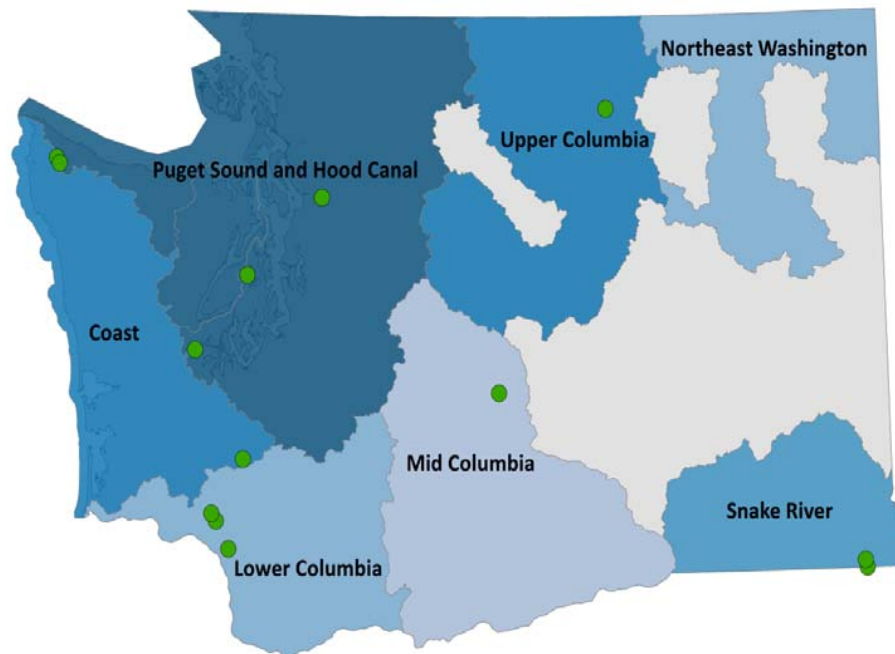 Northeast Washington
Upper Columbia
Puget Sound and Hood Canal
Coast
Mid Columbia
Snake River
Lower Columbia